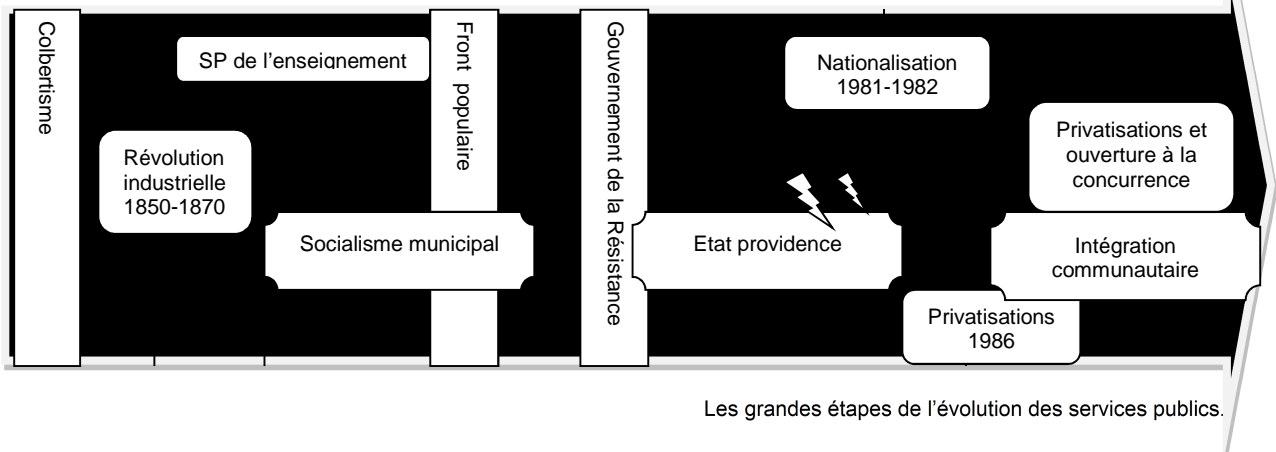 Colbertisme
SP de l'enseignement
Révolution
industrielle
1850-1870
Socialisme municipal
Front populaire
Gouvernement de la Résistance
Nationalisation
1981-1982
Etat providence
Privatisations
1986
Privatisations et
ouverture à la
concurrence
Intégration
communautaire
Les grandes étapes de l'évolution des services publics.